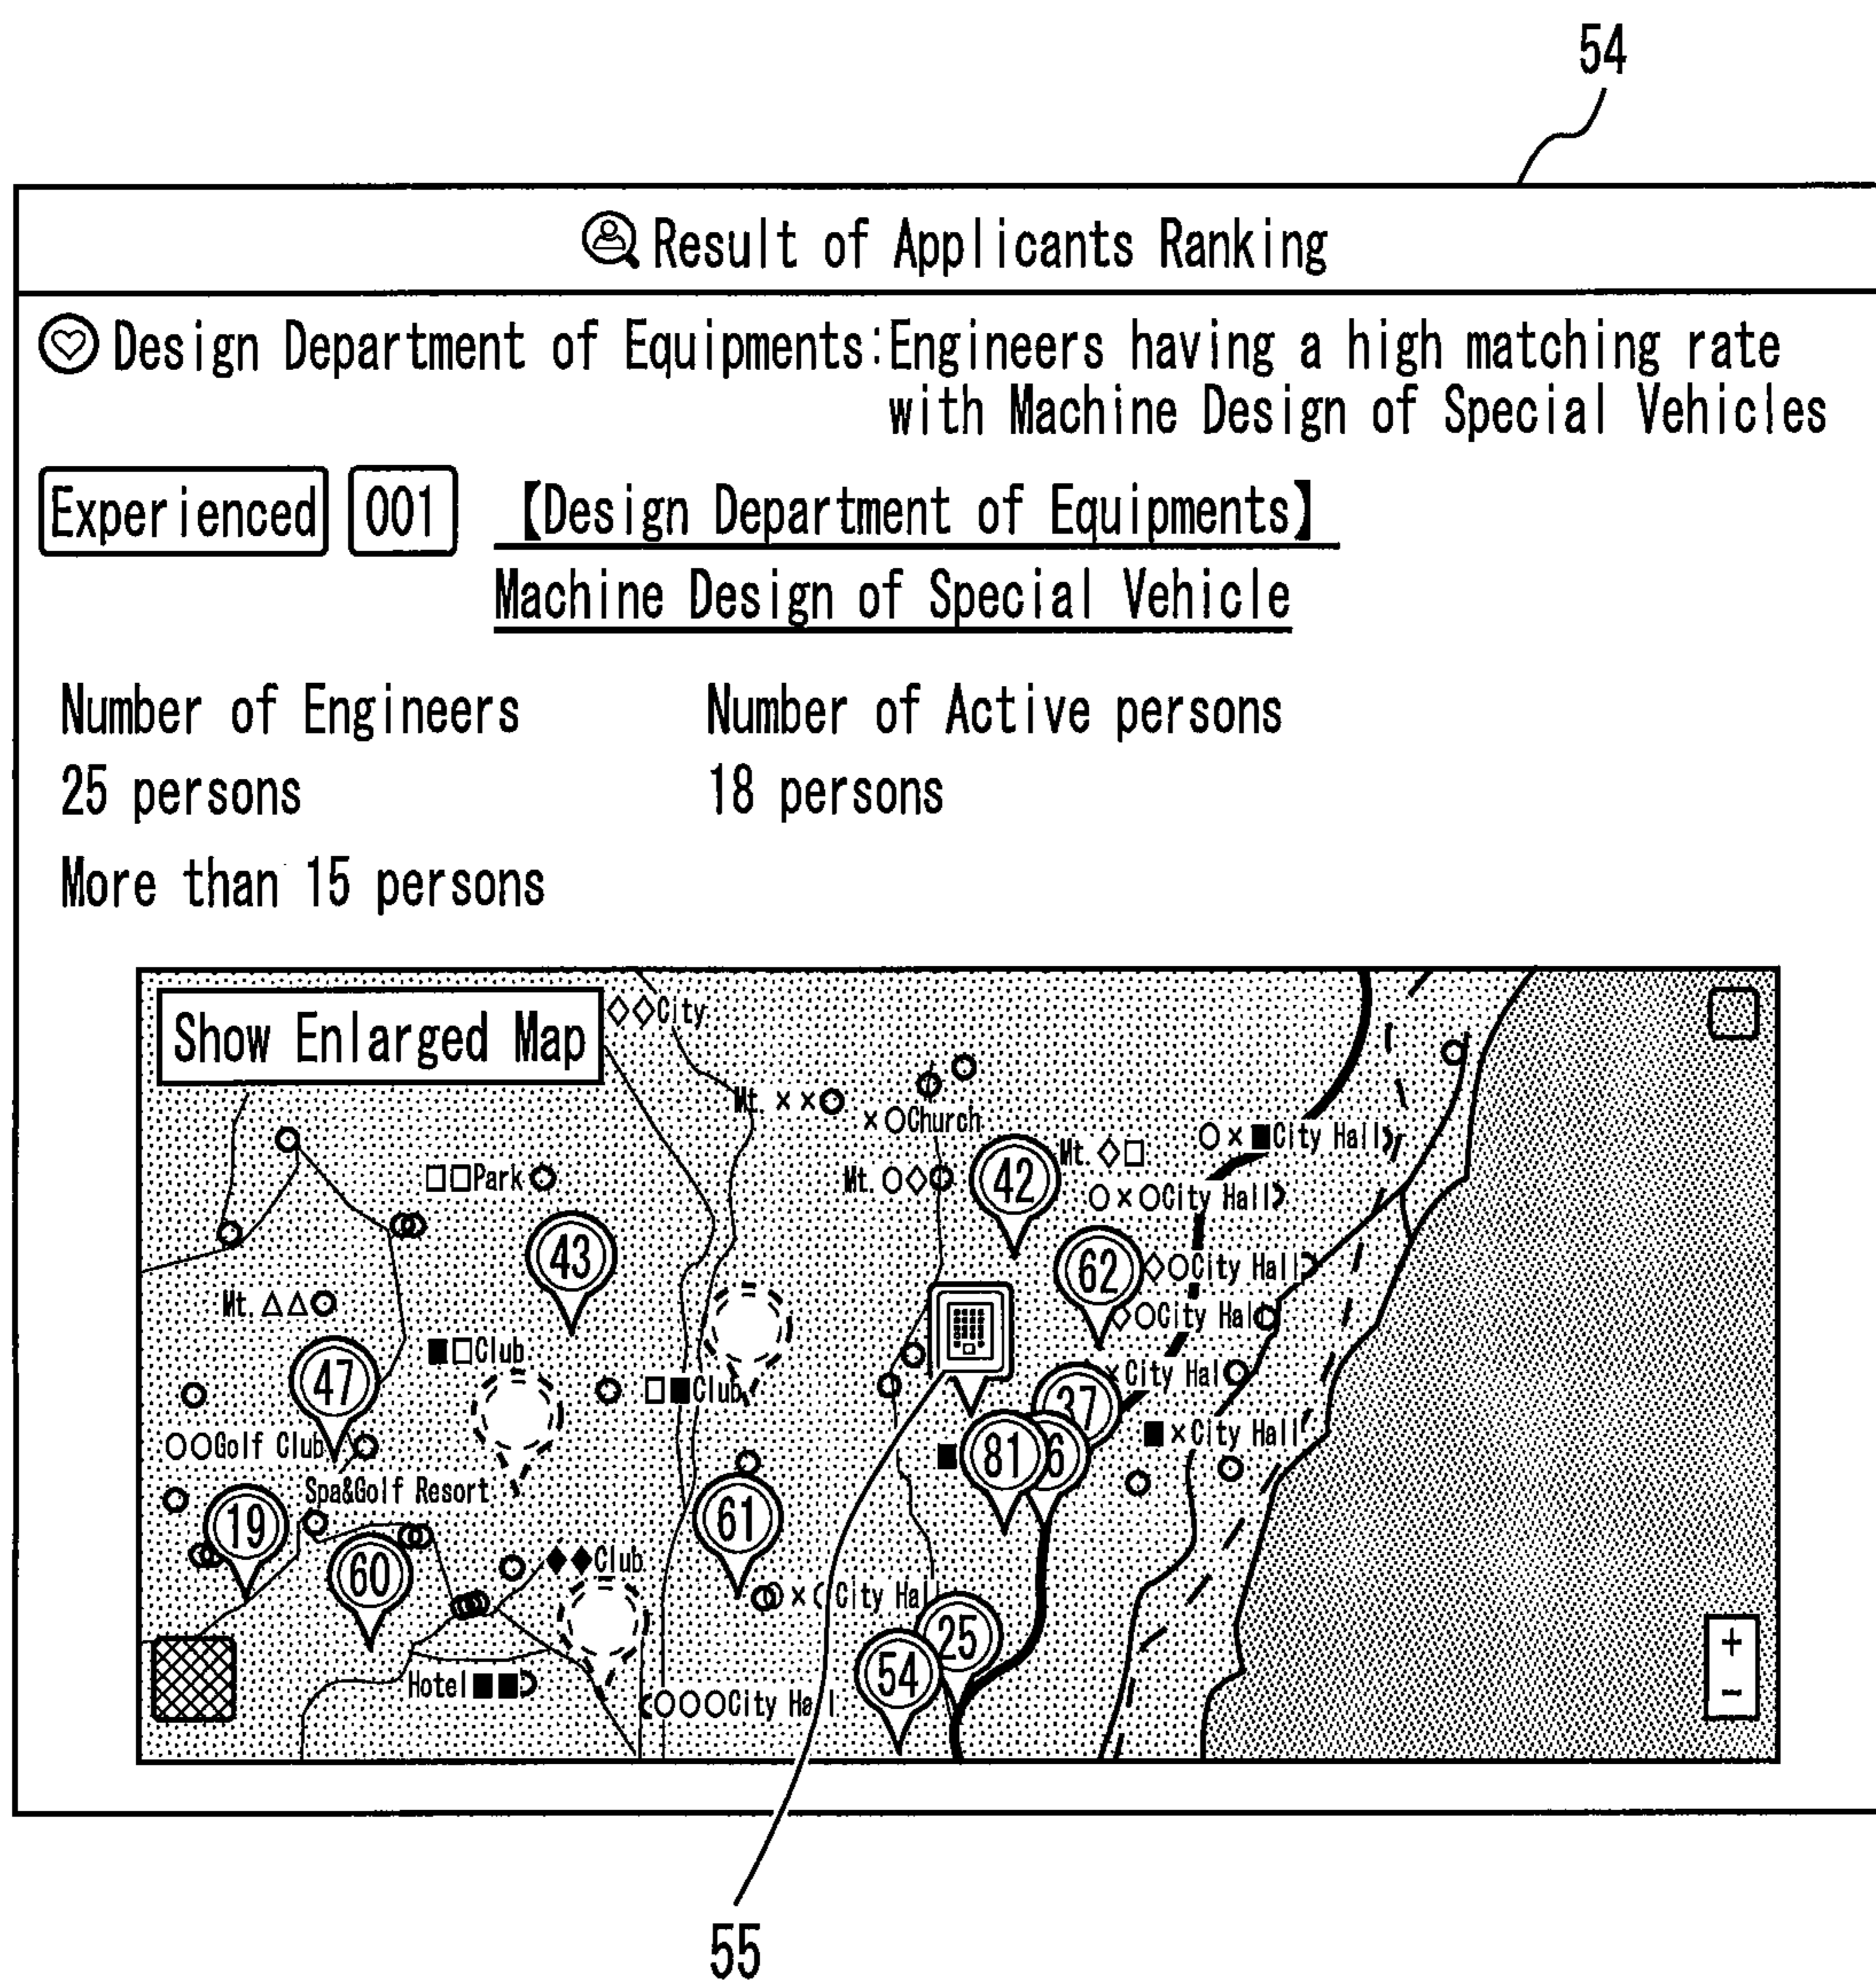 54
Result of Applicants Ranking
Design Department of Equipments:Engineers having a high matching rate
with Machine Design of Special Vehicles
Experienced 001 【Design Department of Equipments】
Machine Design of Special Vehicle
Number of Engineers Number of Active persons
25 persons 18 persons
More than 15 persons
Show Enlarged Map
◇◇City
Mt. ××
×○Church
○×■City Hall
Mt. ◇□
□□Park
Mt. ○◇
42
○×○City Hall
43
62
◇○City Hall
Mt.△△
◇○City Hall
■□Club
47
×City Hal
□■Club
37
○○Golf Club
■
81
6
■×City Hall
Spa&Golf Resort
19
61
60
◆◆Club
×
City Hall
25
54
Hotel■■
○○○City Hall
+
-
55